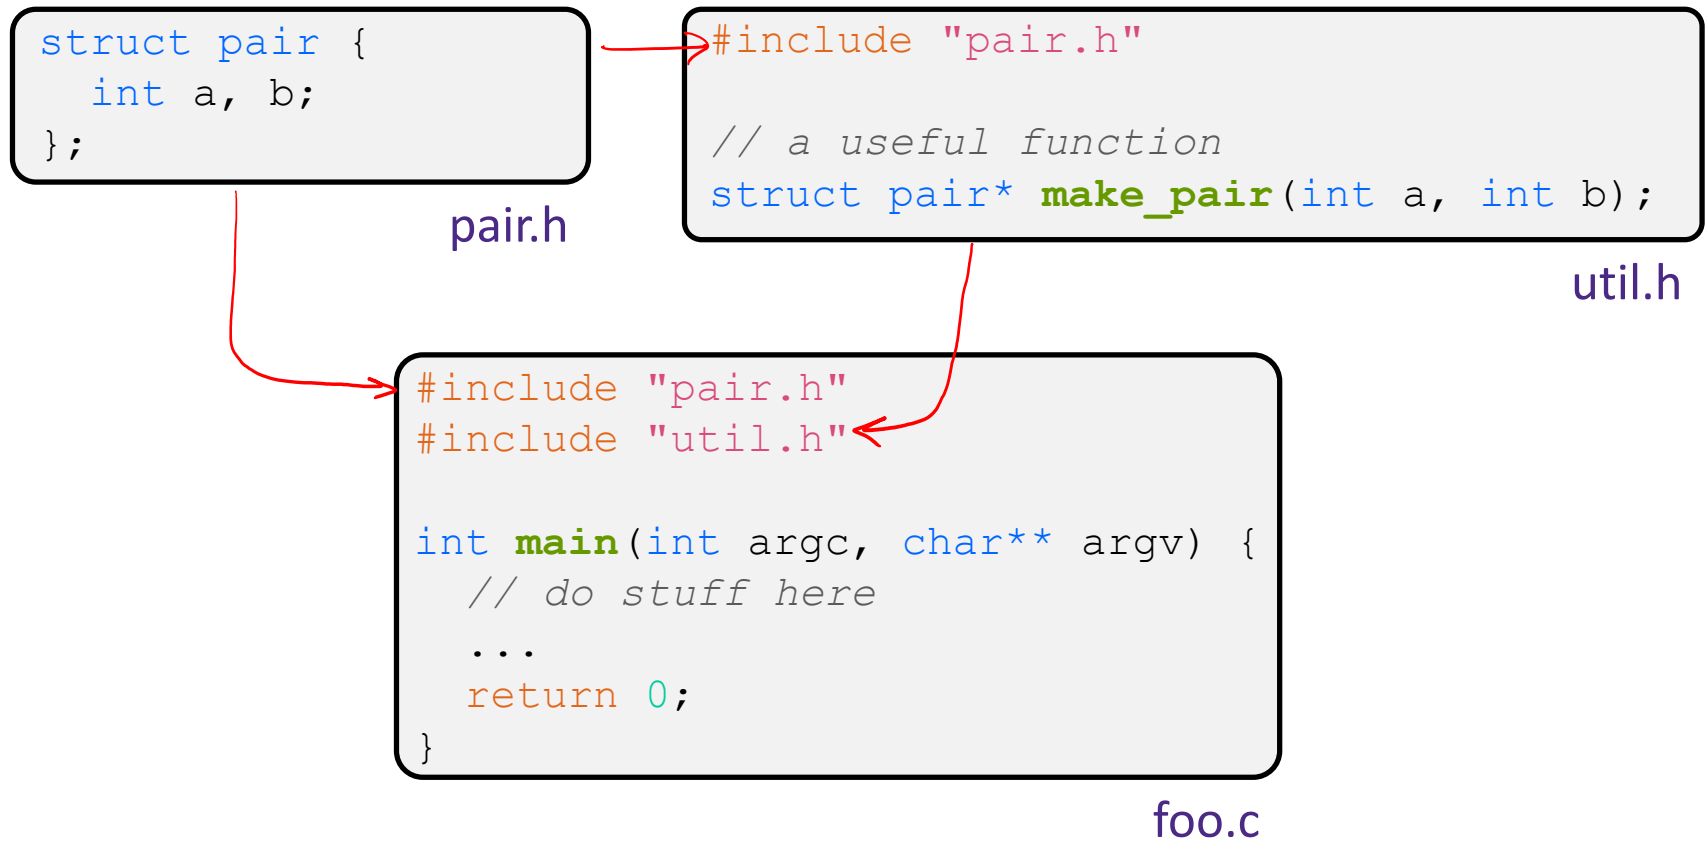 struct pair {
  int a, b;
};
pair.h
#include "pair.h"
// a useful function
struct pair* make_pair(int a, int b);
util.h
#include "pair.h"
#include "util.h"
int main(int argc, char** argv) {
  // do stuff here
  ...
  return 0;
}
foo.c